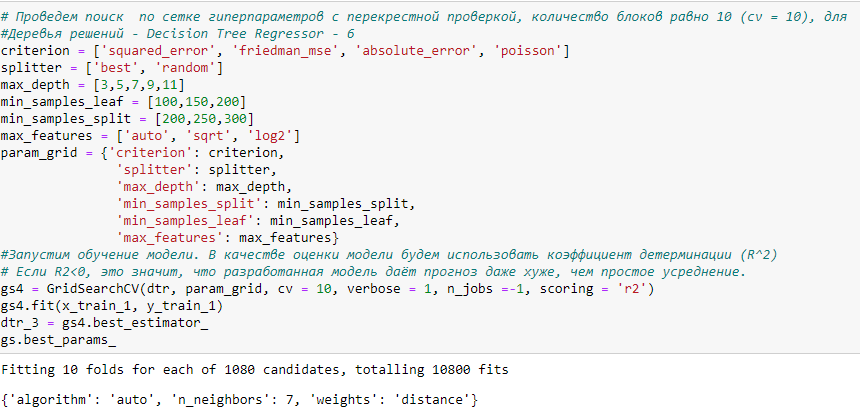 # Проведем поиск  по сетке гиперпараметров с перекрестной проверкой, количество блоков равно 10 (cv = 10), для
#Деревья решений - Decision Tree Regressor - 6
criterion = ['squared_error', 'friedman_mse', 'absolute_error', 'poisson']
splitter = ['best', 'random']
max_depth = [3,5,7,9,11]
min_samples_leaf = [100,150,200]
min_samples_split = [200,250,300]
max_features = ['auto', 'sqrt', 'log2']
param_grid = {'criterion': criterion,
              'splitter': splitter,
              'max_depth': max_depth,
              'min_samples_split': min_samples_split,
              'min_samples_leaf': min_samples_leaf,
              'max_features': max_features}
#Запустим обучение модели. В качестве оценки модели будем использовать коэффициент детерминации (R^2)
# Если R2<0, это значит, что разработанная модель даёт прогноз даже хуже, чем простое усреднение.
gs4 = GridSearchCV(dtr, param_grid, cv = 10, verbose = 1, n_jobs =-1, scoring = 'r2')
gs4.fit(x_train_1, y_train_1)
dtr_3 = gs4.best_estimator_
gs.best_params_
Fitting 10 folds for each of 1080 candidates, totalling 10800 fits
{'algorithm': 'auto', 'n_neighbors': 7, 'weights': 'distance'}